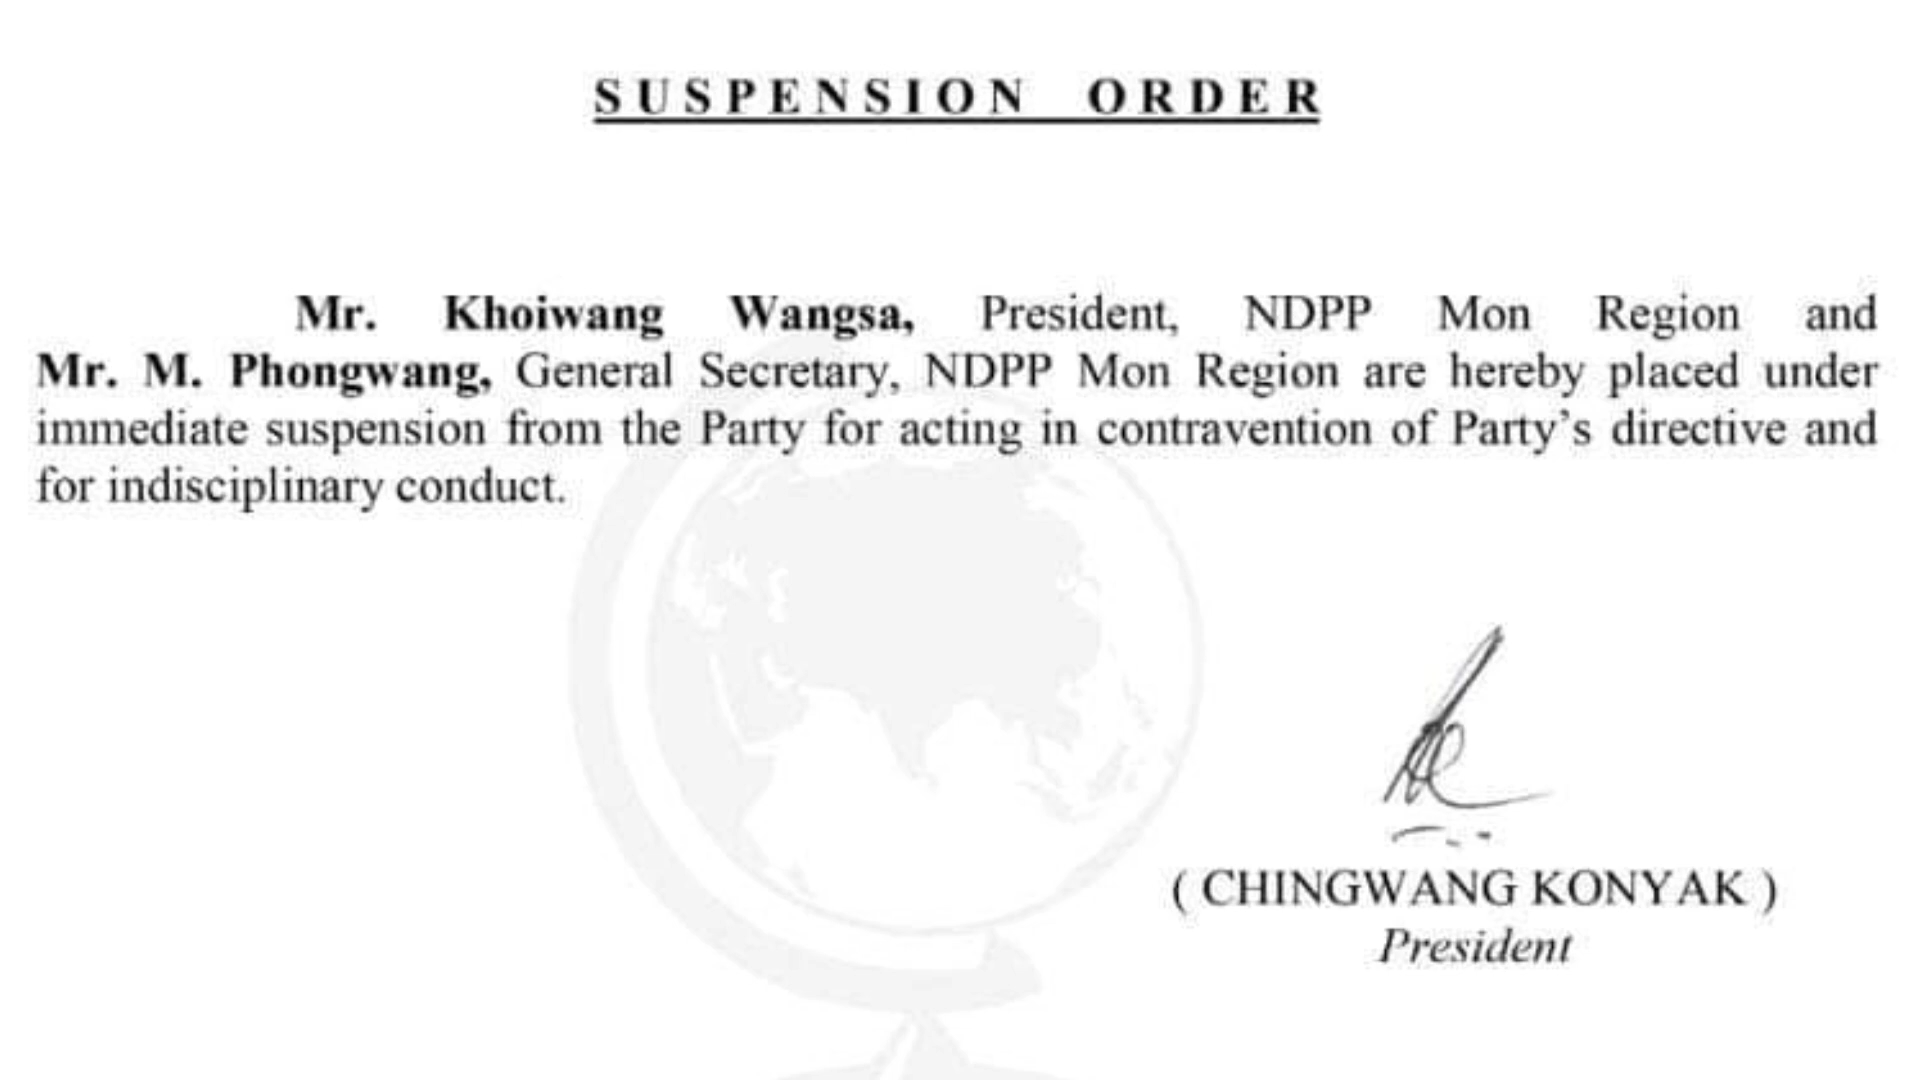 SUSPENSION ORDER
Mr. Khoiwang Wangsa, President, NDPP Mon Region and
Mr. M. Phongwang, General Secretary, NDPP Mon Region are hereby placed under
immediate suspension from the Party for acting in contravention of Party’s directive and
for indisciplinary conduct.
( CHINGWANG KONYAK )
President